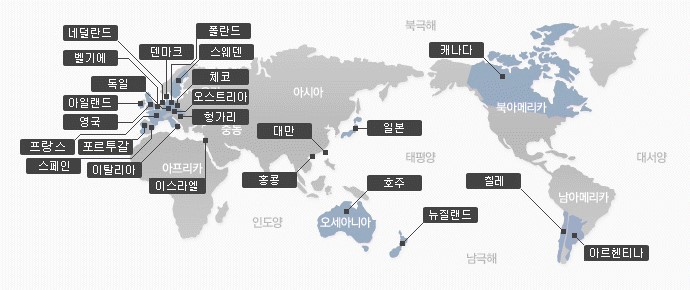 북극해
네덜란드
폴란드
덴마크
스웨덴
벨기에
캐나다
독일
체코
아시아
아일랜드
오스트리아
북아메리카
영국
헝가리
중동
대만
일본
프랑스
포르투갈
태평양
대서양
스페인
이탈리아
아프리카
이스라엘
홍콩
호주
칠레
남아메리카
인도양
오세아니아
뉴질랜드
남극해
아르헨티나